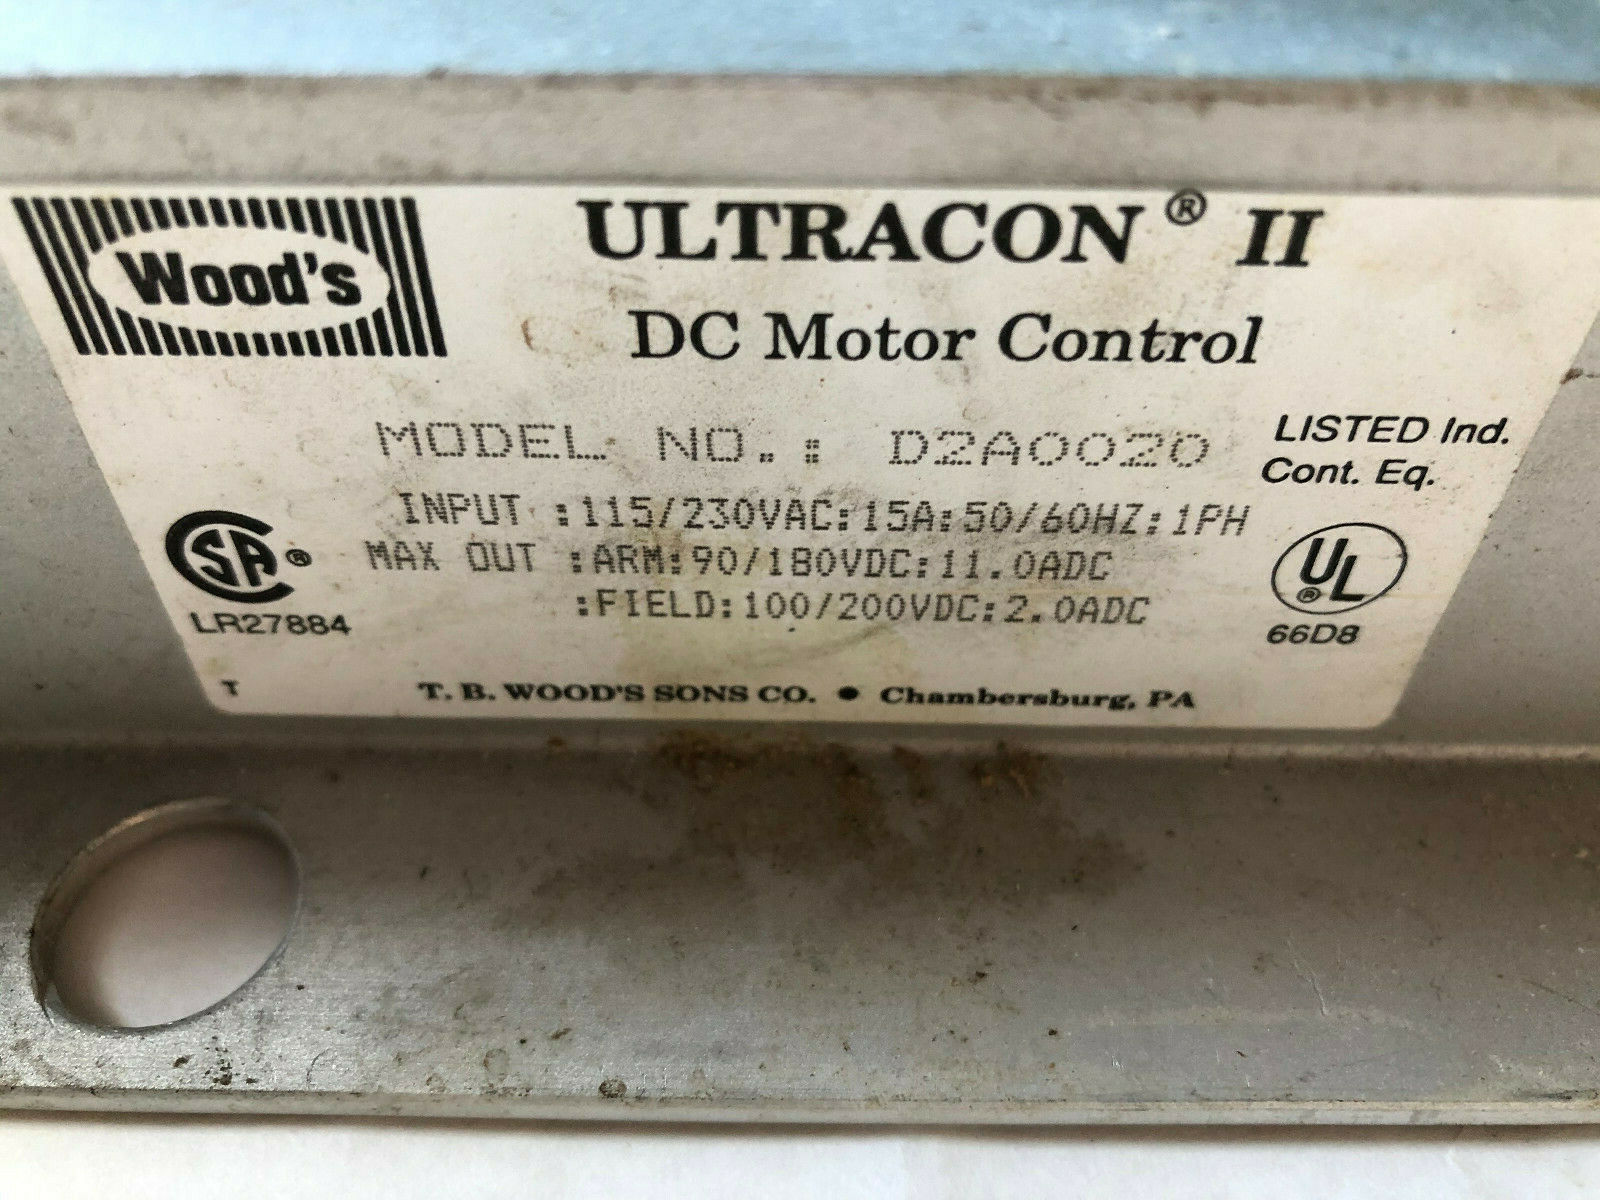 Wood's
ULTRACON® II
DC Motor Control
MODEL NO.: D2A0020
LISTED Ind.
Cont. Eq.
INPUT :115/230VAC:15A:50/60HZ:1PH
MAX OUT :ARM:90/180VDC:11.0ADC
:FIELD:100/200VDC:2.0ADC
SA ®
LR27884
UL ®
66D8
T
T. B. WOOD'S SONS CO. • Chambersburg, PA